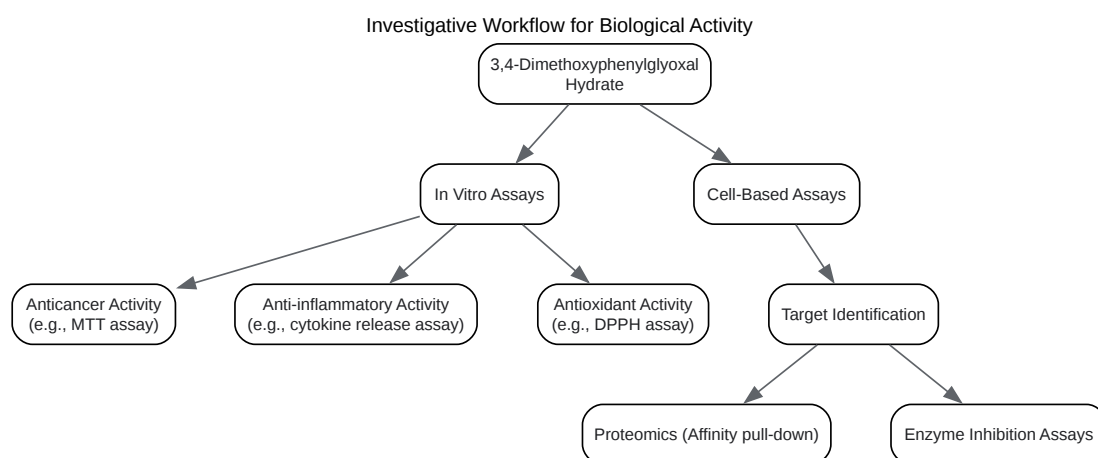 Investigative Workflow for Biological Activity
3,4-Dimethoxyphenylglyoxal
Hydrate
In Vitro Assays
Cell-Based Assays
Anticancer Activity
(e.g., MTT assay)
Anti-inflammatory Activity
(e.g., cytokine release assay)
Antioxidant Activity
(e.g., DPPH assay)
Target Identification
Proteomics (Affinity pull-down)
Enzyme Inhibition Assays